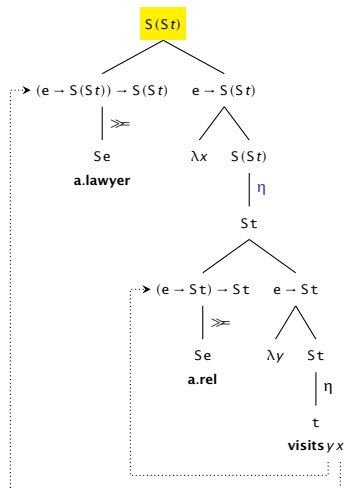 S(St)
(e → S(St)) → S(St) e → S(St)
≫=
Se λx S(St)
a.lawyer
η
St
(e → St) → St e → St
≫=
Se λy St
a.rel
η
t
visits y x